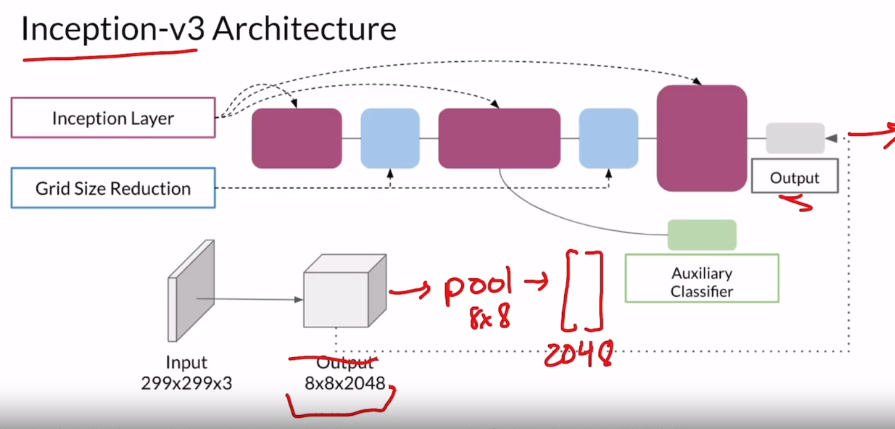 Inception-v3 Architecture
Inception Layer
Grid Size Reduction
Output
Auxiliary
Classifier
pool
8x8
2048
Input
299x299x3
Output
8x8x2048